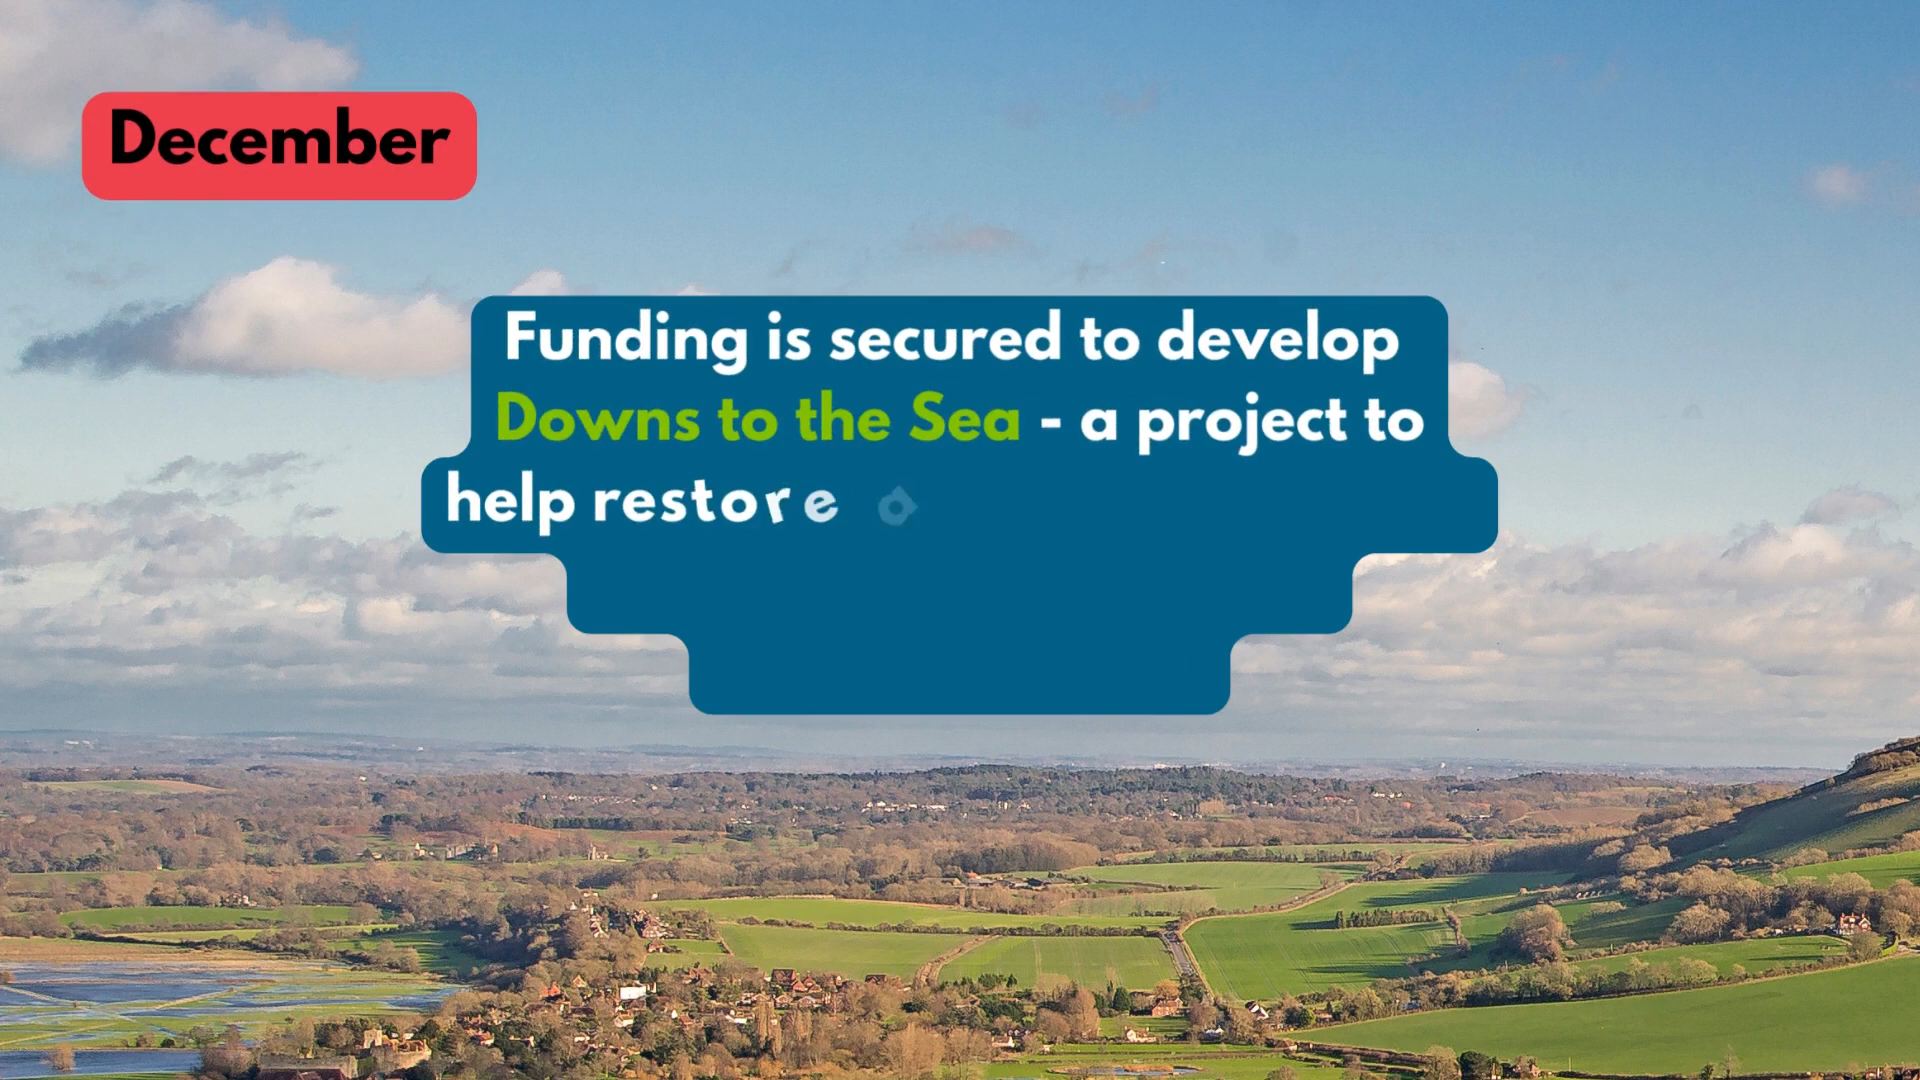 December
Funding is secured to develop
Downs to the Sea - a project to
help restore a